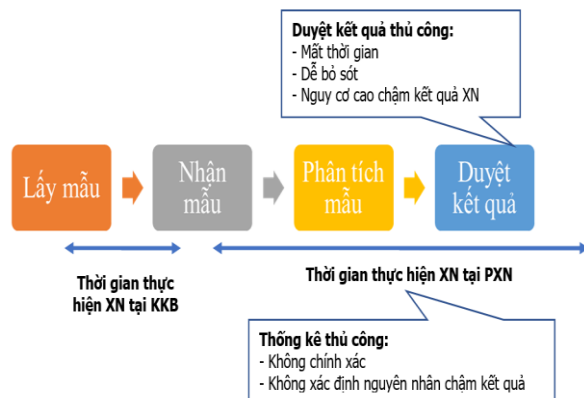 Duyệt kết quả thủ công:
- Mất thời gian
- Dễ bỏ sót
- Nguy cơ cao chậm kết quả XN
Lấy mẫu
Nhận
mẫu
Phân tích
mẫu
Duyệt
kết quả
Thời gian thực
hiện XN tại KKB
Thời gian thực hiện XN tại PXN
Thống kê thủ công:
- Không chính xác
- Không xác định nguyên nhân chậm kết quả